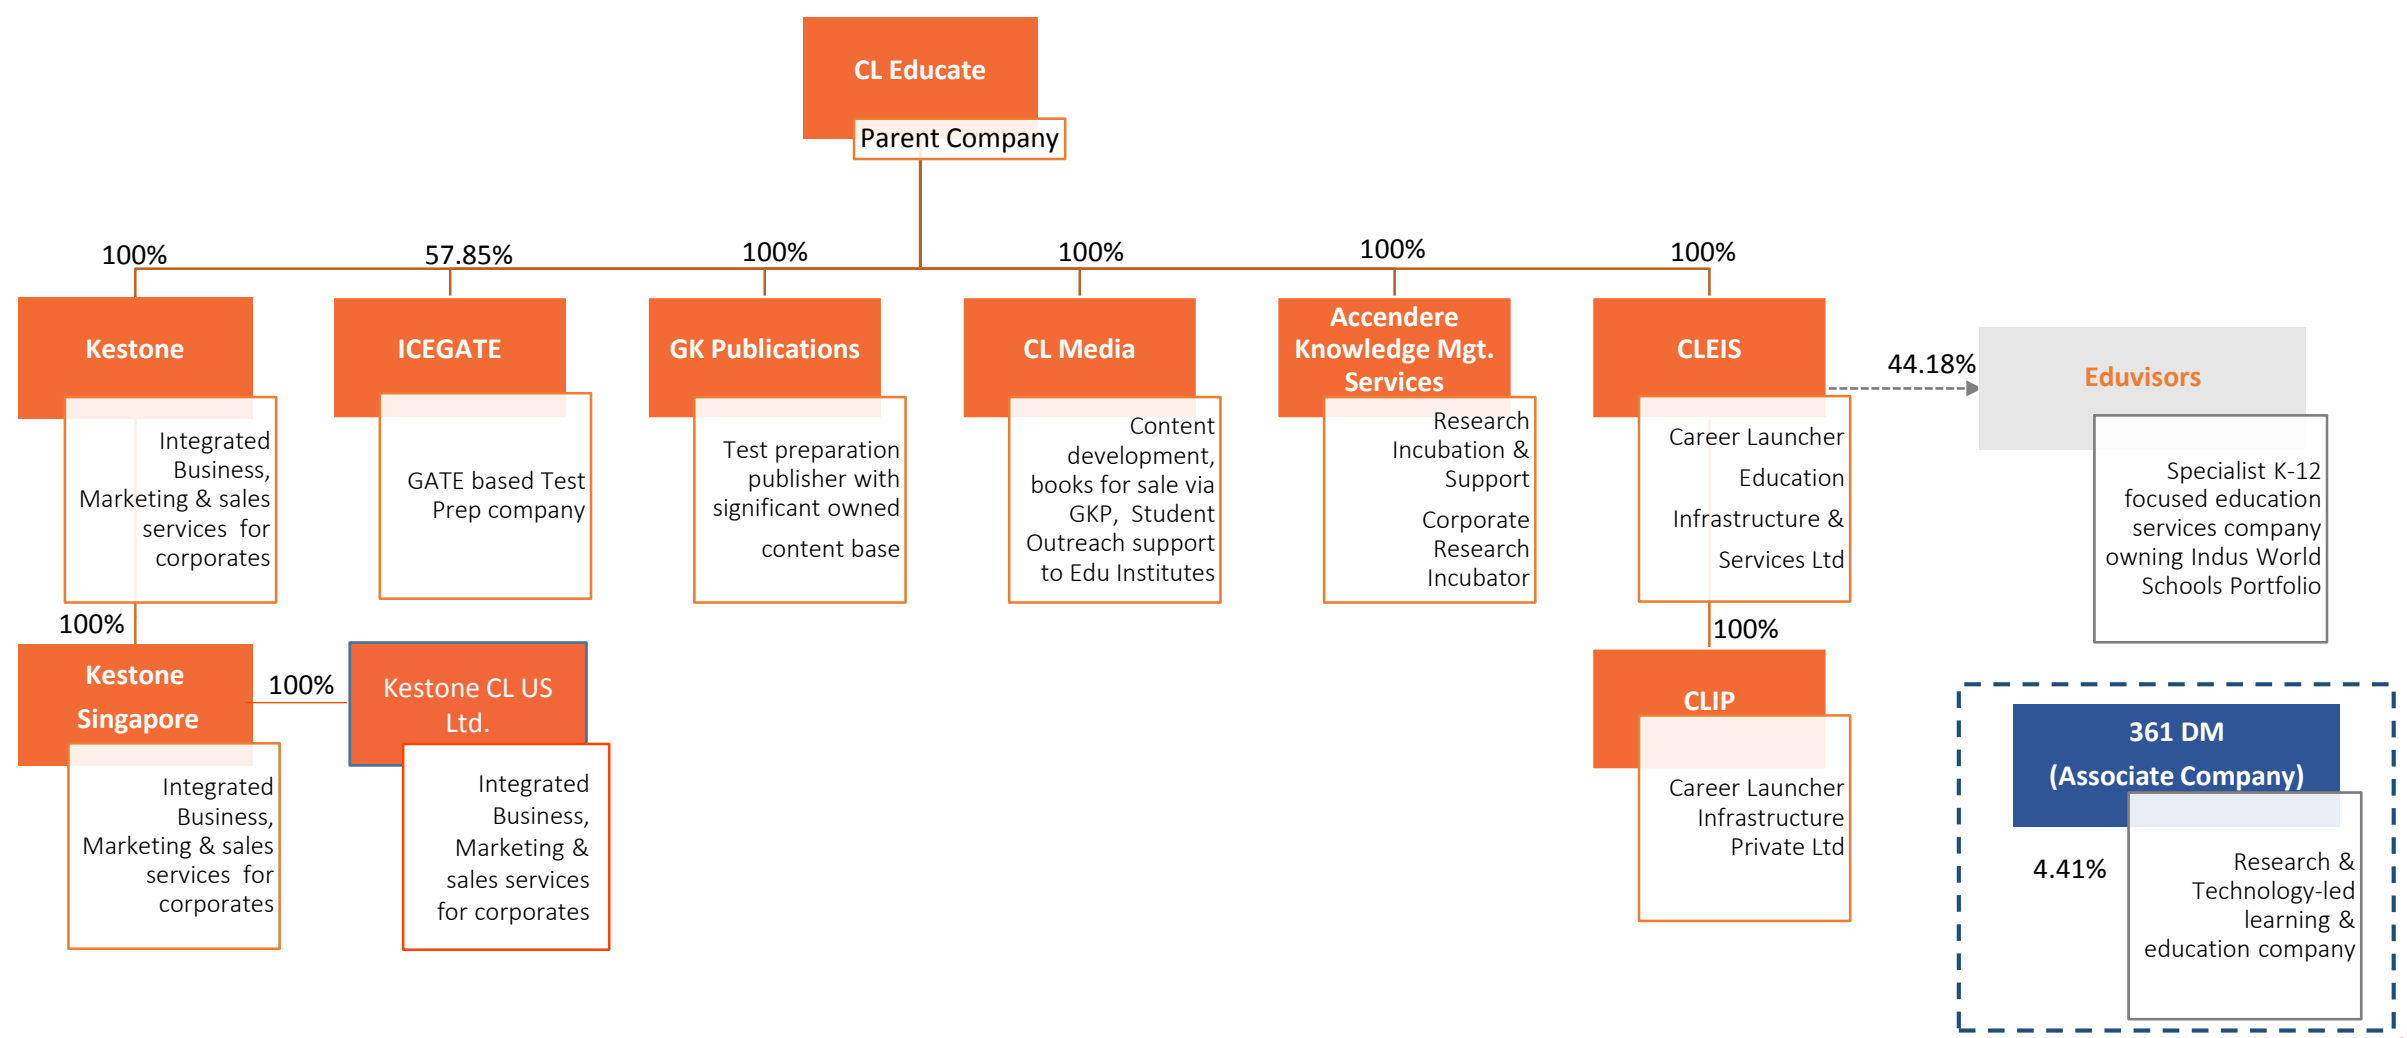 CL Educate
Parent Company
100%
57.85%
100%
100%
100%
100%
Kestone
Integrated
Business,
Marketing & sales
services for
corporates
ICEGATE
GATE based Test
Prep company
GK Publications
Test preparation
publisher with
significant owned
content base
CL Media
Content
development,
books for sale via
GKP, Student
Outreach support
to Edu Institutes
Accendere
Knowledge Mgt.
Services
Research
Incubation &
Support
Corporate
Research
Incubator
CLEIS
Career Launcher
Education
Infrastructure &
Services Ltd
44.18%
Eduvisors
Specialist K-12
focused education
services company
owning Indus World
Schools Portfolio
100%
Kestone
Singapore
Integrated
Business,
Marketing & sales
services for
corporates
100%
Kestone CL US
Ltd.
Integrated
Business,
Marketing &
sales services
for corporates
100%
CLIP
Career Launcher
Infrastructure
Private Ltd
361 DM
(Associate Company)
4.41%
Research &
Technology-led
learning &
education company